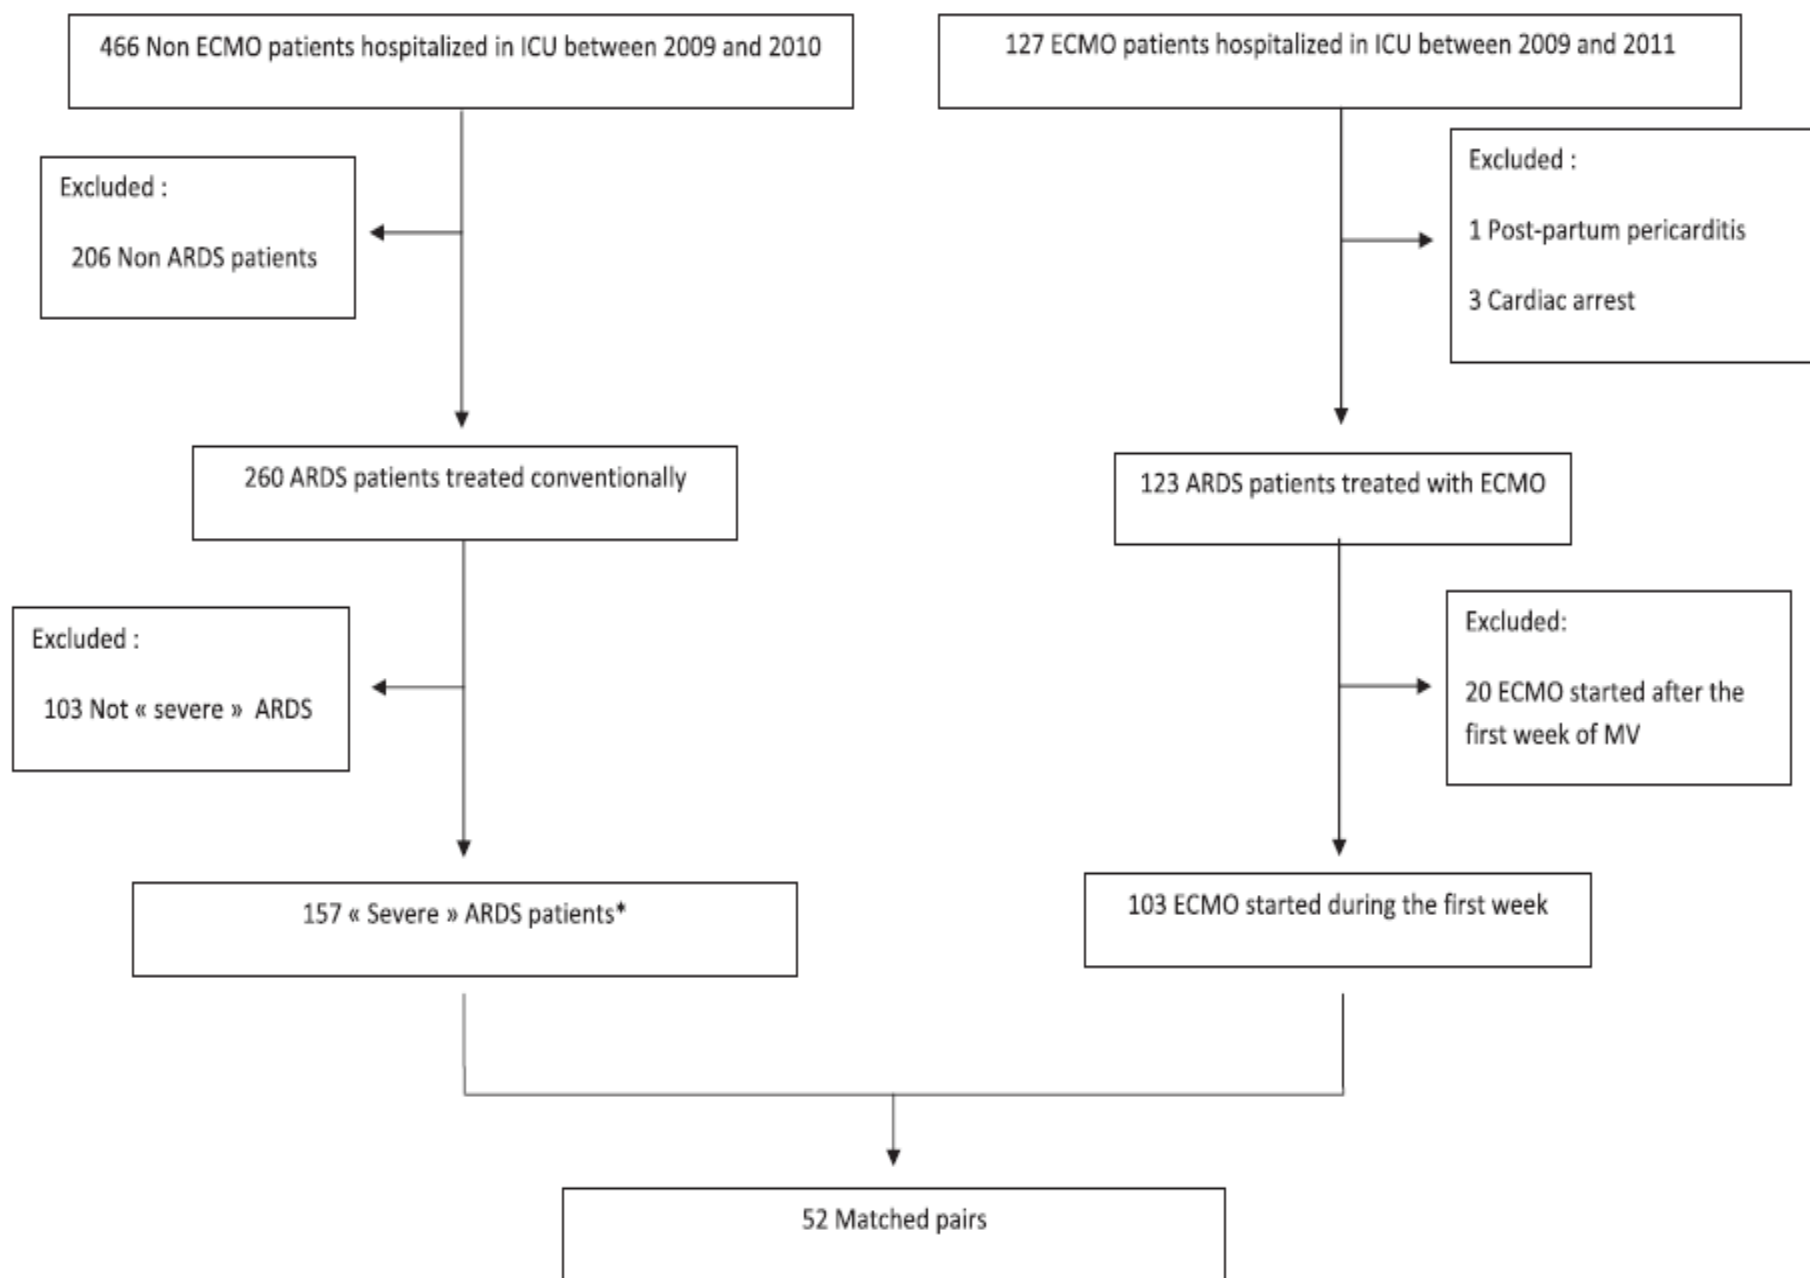 466 Non ECMO patients hospitalized in ICU between 2009 and 2010
127 ECMO patients hospitalized in ICU between 2009 and 2011
Excluded :
206 Non ARDS patients
Excluded :
1 Post-partum pericarditis
3 Cardiac arrest
260 ARDS patients treated conventionally
123 ARDS patients treated with ECMO
Excluded :
103 Not « severe » ARDS
Excluded:
20 ECMO started after the
first week of MV
157 « Severe » ARDS patients*
103 ECMO started during the first week
52 Matched pairs